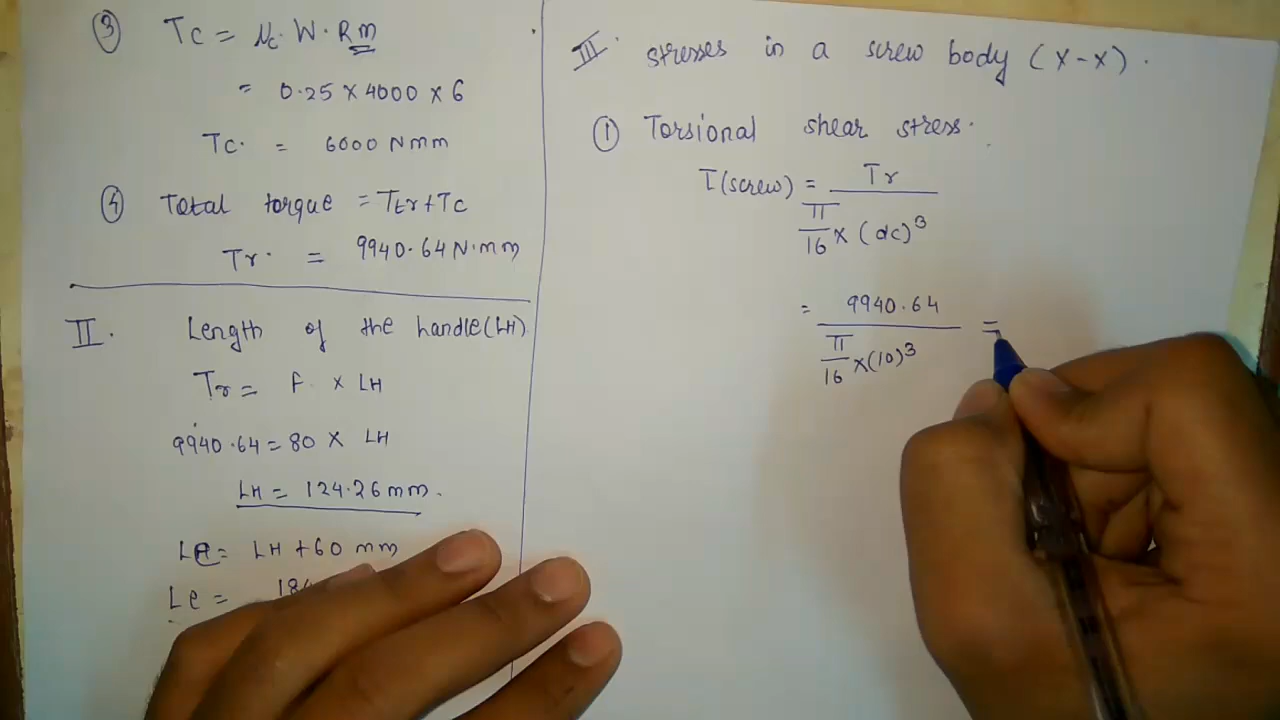 ③ Tc = μc. W. Rm
= 0.25 × 4000 × 6
Tc. = 6000 Nmm
④ Total torque = Ttr + Tc
Tr. = 9940.64 N.mm
II. Length of the handle (LH)
Tr = F × LH
9940.64 = 80 × LH
LH = 124.26 mm.
Le = LH + 60 mm
Le = 184
III. stresses in a screw body (X-X).
① Torsional shear stress.
τ(screw) = Tr / π/16 × (dc)³
= 9940.64 / π/16 × (10)³ =